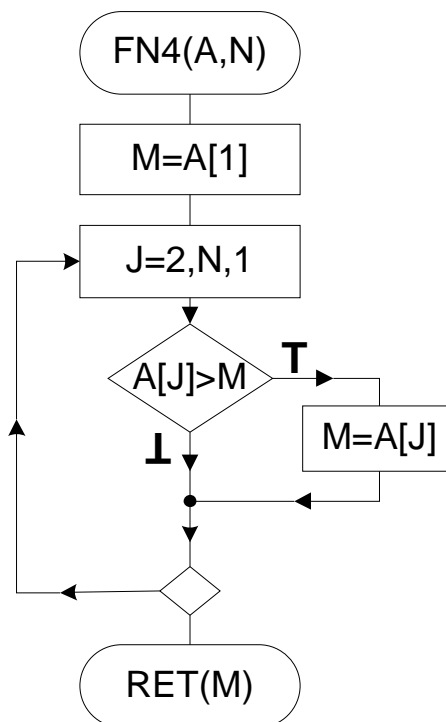 FN4(A,N)
M=A[1]
J=2,N,1
A[J]>M
T
M=A[J]
⊥
RET(M)